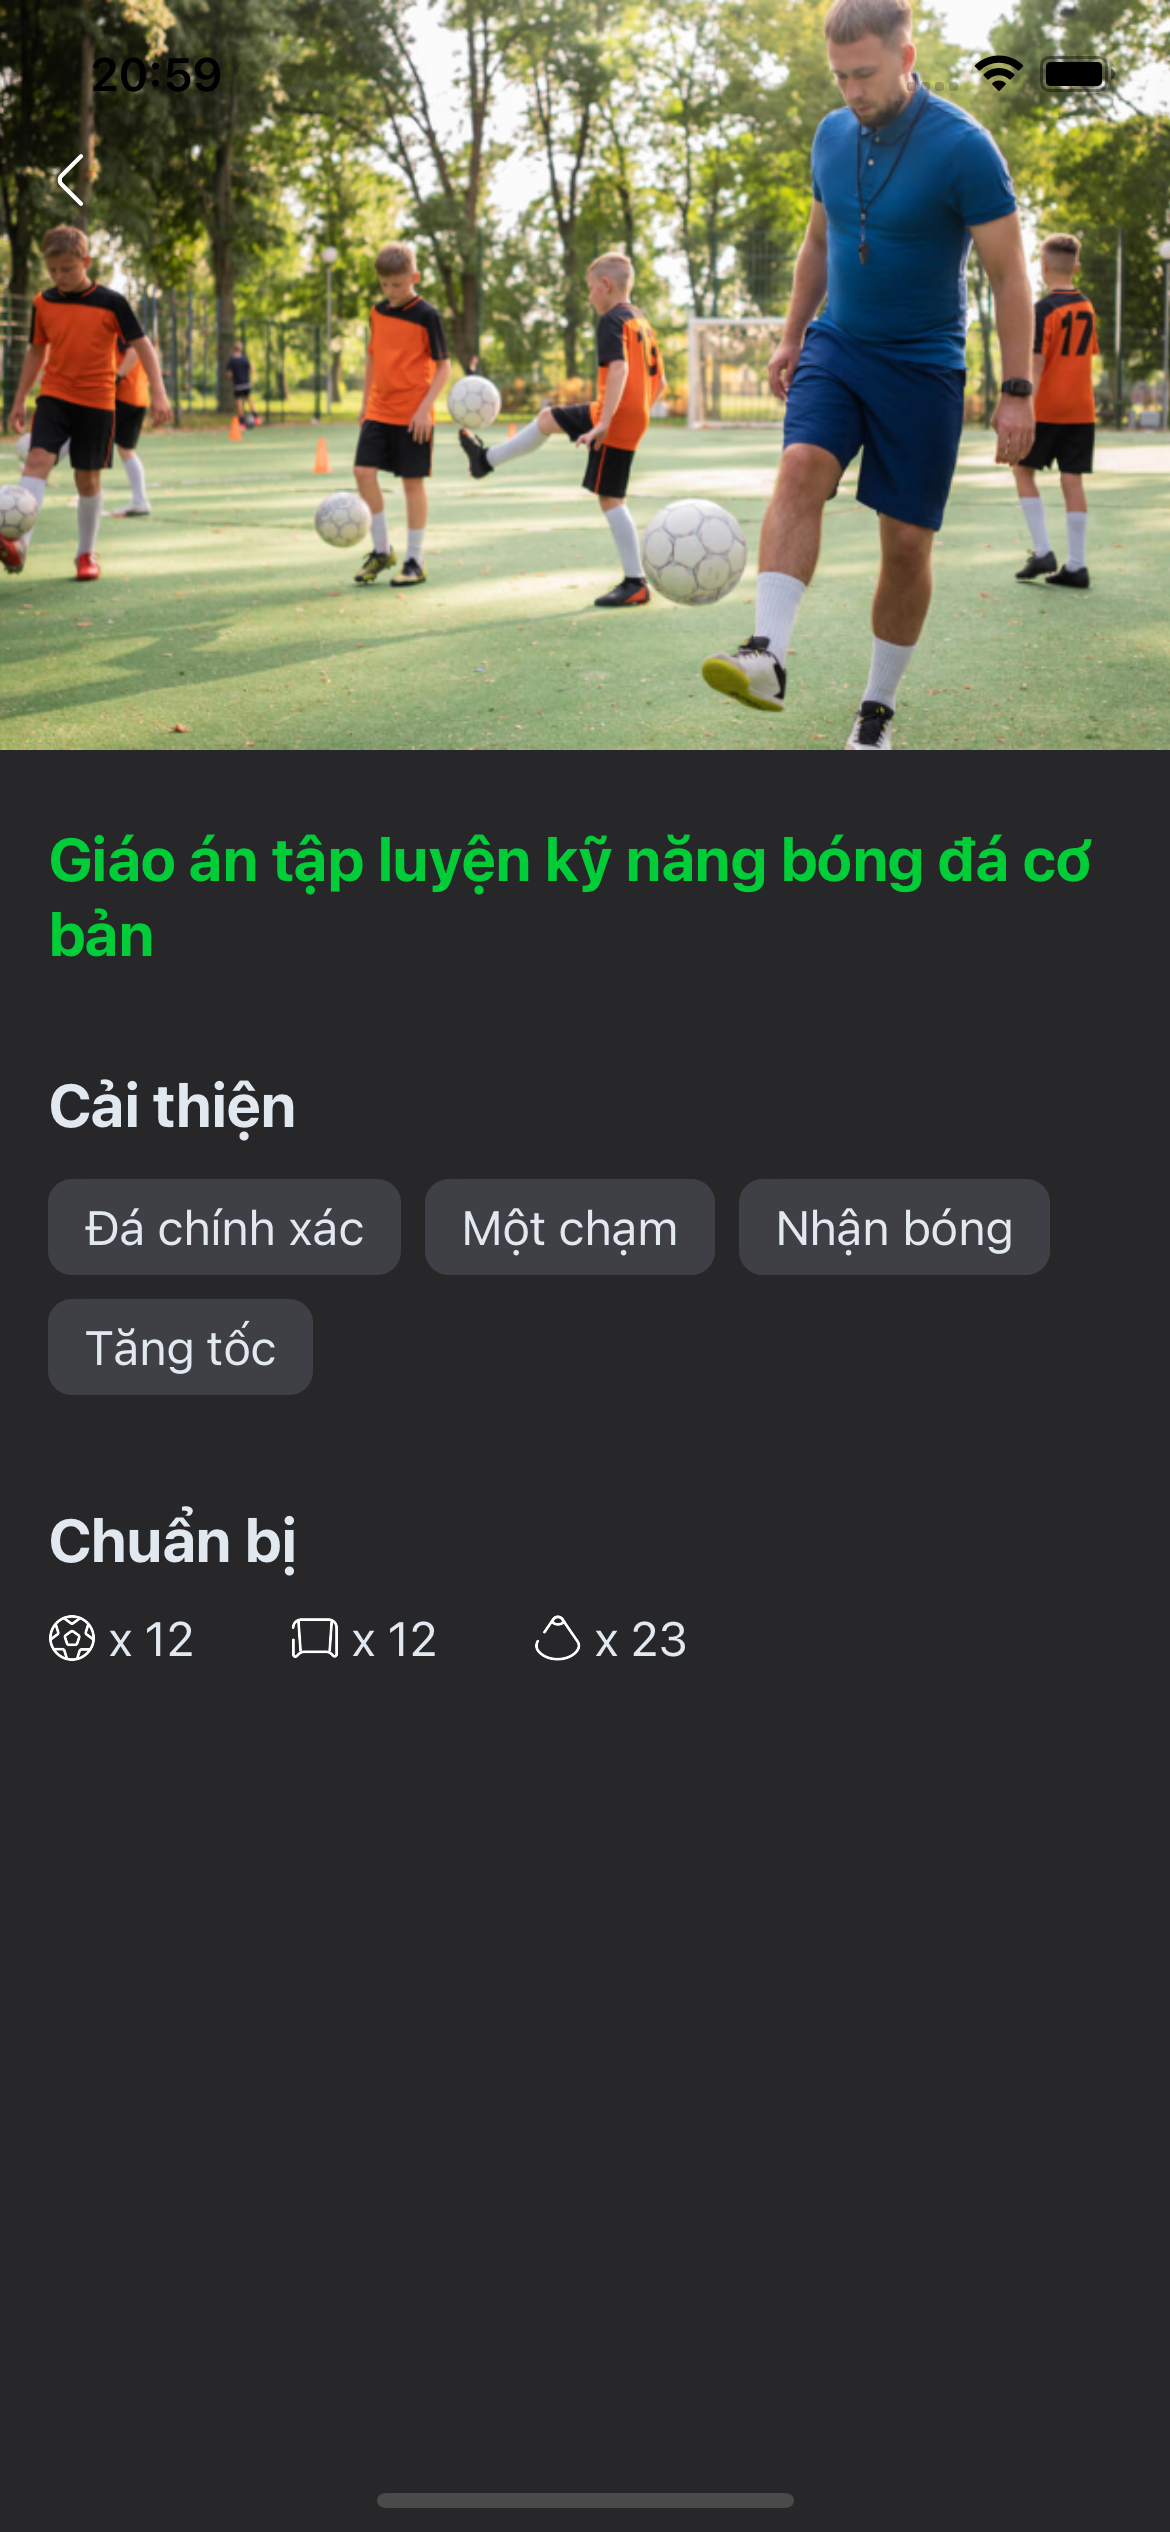 20:59
17
Giáo án tập luyện kỹ năng bóng đá cơ
bản
Cải thiện
Đá chính xác
Một chạm
Nhận bóng
Tăng tốc
Chuẩn bị
x 12
x 12
x 23